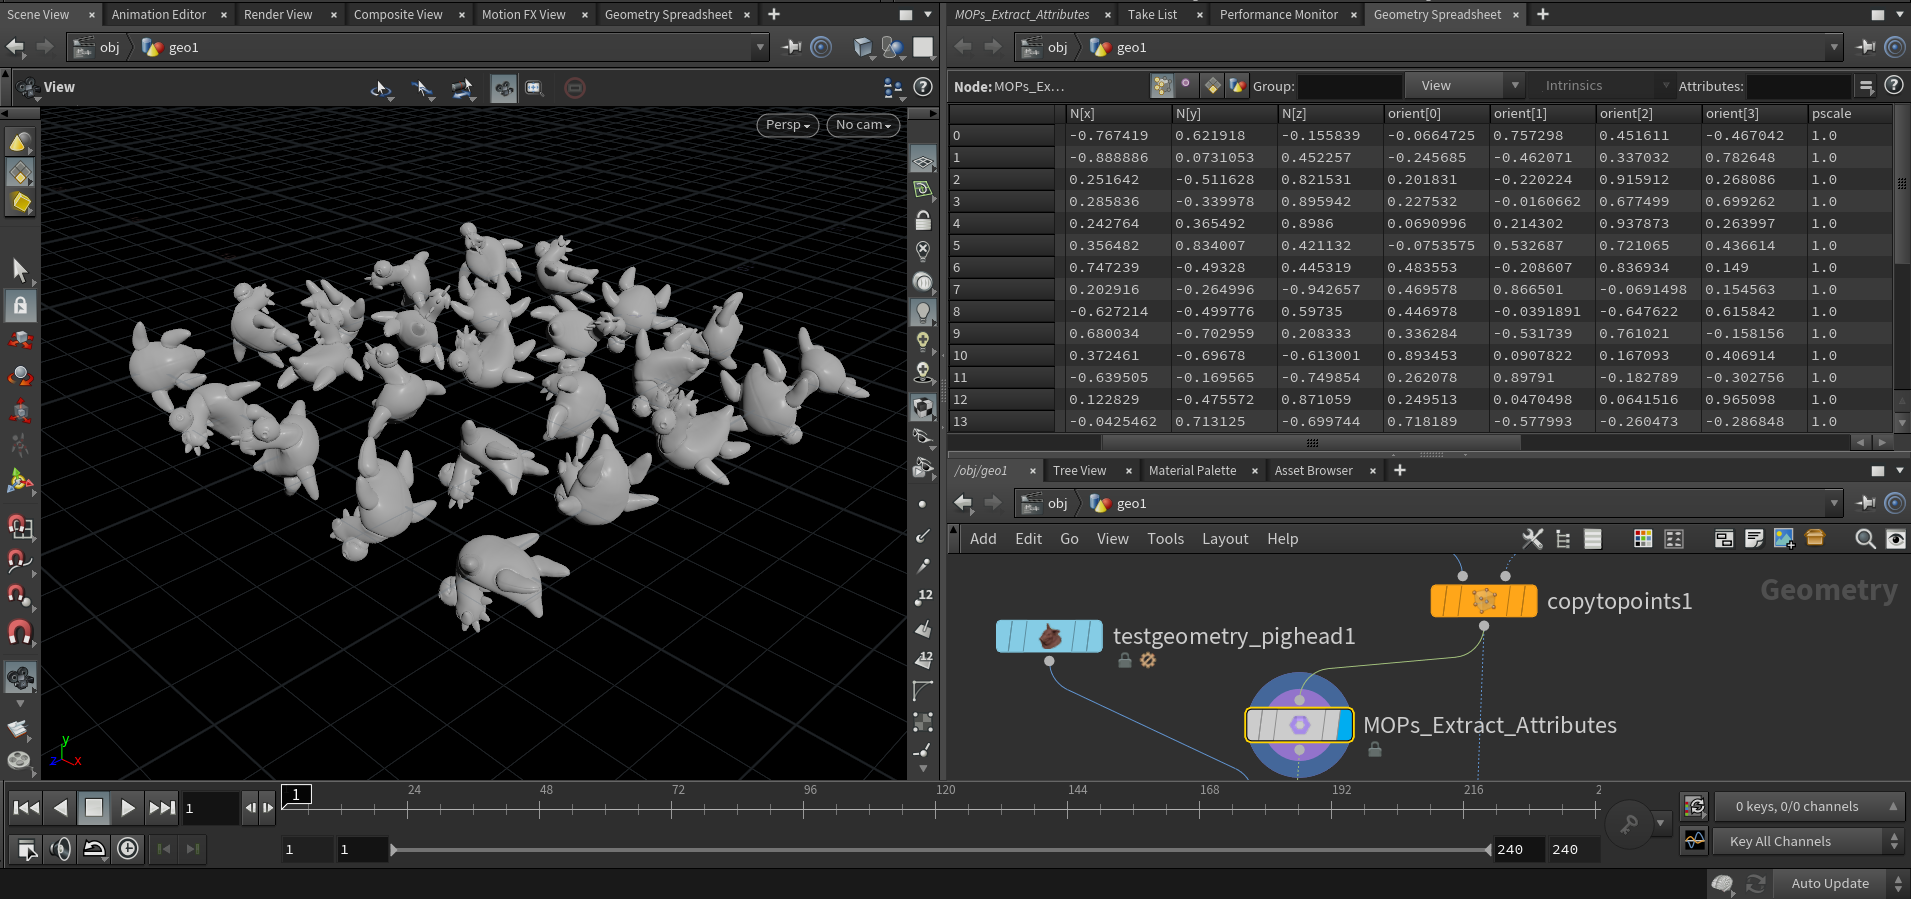 Scene View Animation Editor Render View Composite View Motion FX View Geometry Spreadsheet
obj geo1
View
Persp No cam
12
12
y
z x
MOPs_Extract_Attributes Take List Performance Monitor Geometry Spreadsheet
obj geo1
Node: MOPs_Ex... Group: View Intrinsics Attributes:
N[x] N[y] N[z] orient[0] orient[1] orient[2] orient[3] pscale
0 -0.767419 0.621918 -0.155839 -0.0664725 0.757298 0.451611 -0.467042 1.0
1 -0.888886 0.0731053 0.452257 -0.245685 -0.462071 0.337032 0.782648 1.0
2 0.251642 -0.511628 0.821531 0.201831 -0.220224 0.915912 0.268086 1.0
3 0.285836 -0.339978 0.895942 0.227532 -0.0160662 0.677499 0.699262 1.0
4 0.242764 0.365492 0.8986 0.0690996 0.214302 0.937873 0.263997 1.0
5 0.356482 0.834007 0.421132 -0.0753575 0.532687 0.721065 0.436614 1.0
6 0.747239 -0.49328 0.445319 0.483553 -0.208607 0.836934 0.149 1.0
7 0.202916 -0.264996 -0.942657 0.469578 0.866501 -0.0691498 0.154563 1.0
8 -0.627214 -0.499776 0.59735 0.446978 -0.0391891 -0.647622 0.615842 1.0
9 0.680034 -0.702959 0.208333 0.336284 -0.531739 0.761021 -0.158156 1.0
10 0.372461 -0.69678 -0.613001 0.893453 0.0907822 0.167093 0.406914 1.0
11 -0.639505 -0.169565 -0.749854 0.262078 0.89791 -0.182789 -0.302756 1.0
12 0.122829 -0.475572 0.871059 0.249513 0.0470498 0.0641516 0.965098 1.0
13 -0.0425462 0.713125 -0.699744 0.718189 -0.577993 -0.260473 -0.286848 1.0
/obj/geo1 Tree View Material Palette Asset Browser
obj geo1
Add Edit Go View Tools Layout Help
Geometry
copytopoints1
testgeometry_pighead1
MOPs_Extract_Attributes
1 1 24 48 72 96 120 144 168 192 216 2
0 keys, 0/0 channels
1 1 240 240
Key All Channels
Auto Update